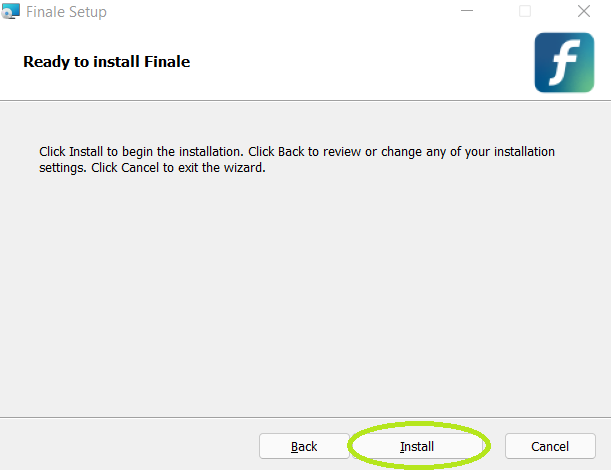 Finale Setup
Ready to install Finale
f
Click Install to begin the installation. Click Back to review or change any of your installation
settings. Click Cancel to exit the wizard.
Back
Install
Cancel